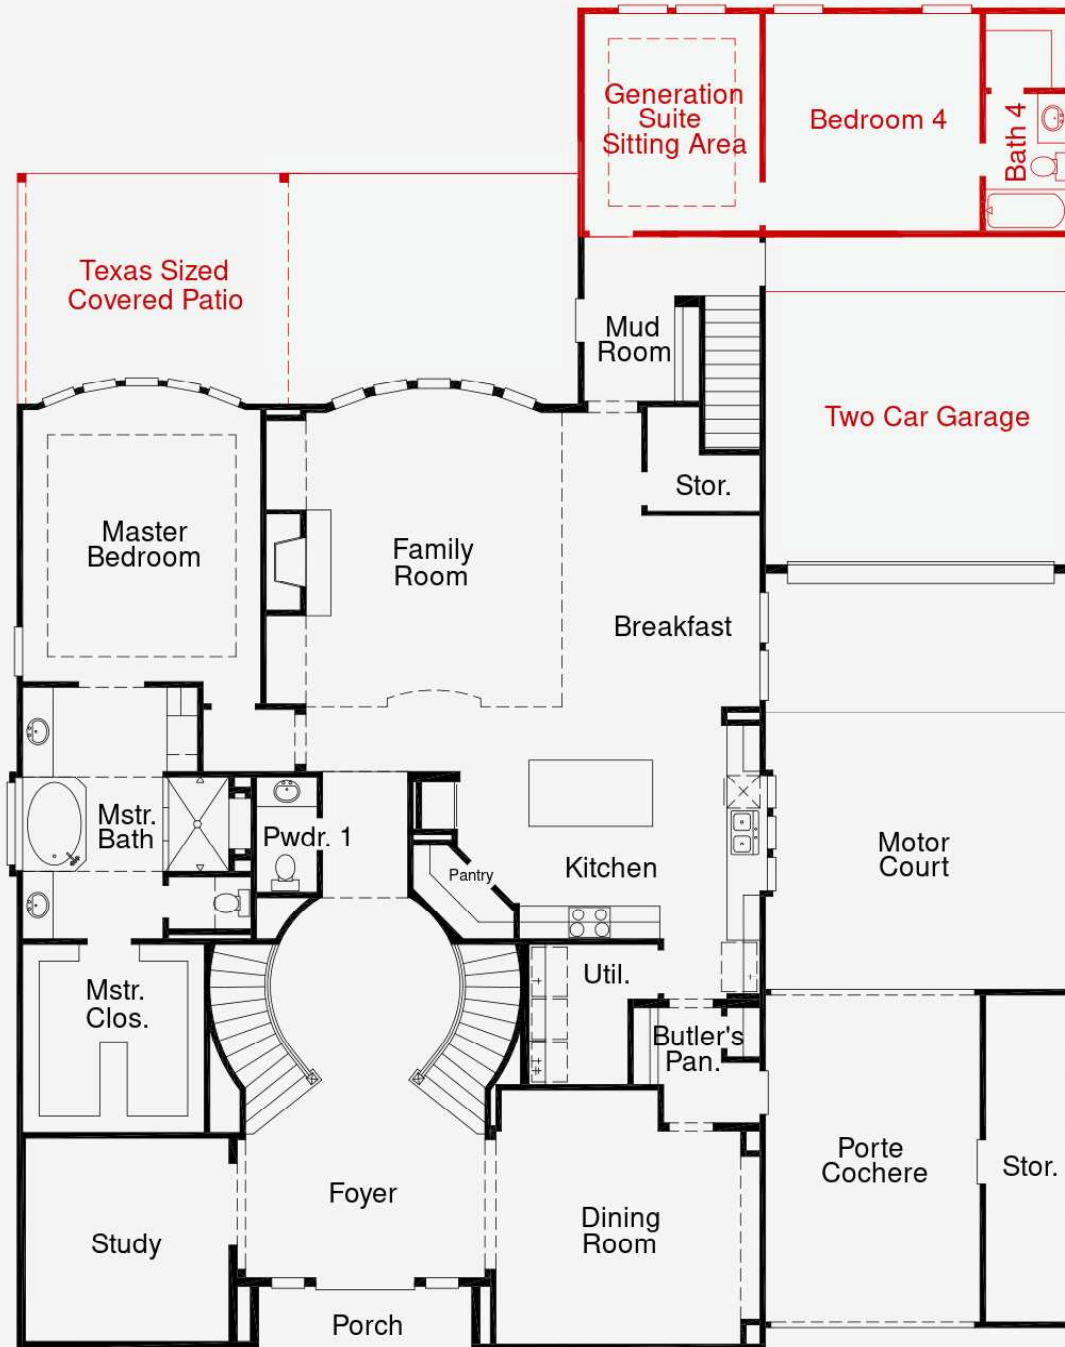 Generation
Suite
Sitting Area
Bedroom 4
Bath 4
Texas Sized
Covered Patio
Mud
Room
Two Car Garage
Stor.
Master
Bedroom
Family
Room
Breakfast
Mstr.
Bath
Pwdr. 1
Pantry
Kitchen
Motor
Court
Mstr.
Clos.
Util.
Butler's
Pan.
Porte
Cochere
Stor.
Foyer
Dining
Room
Study
Porch